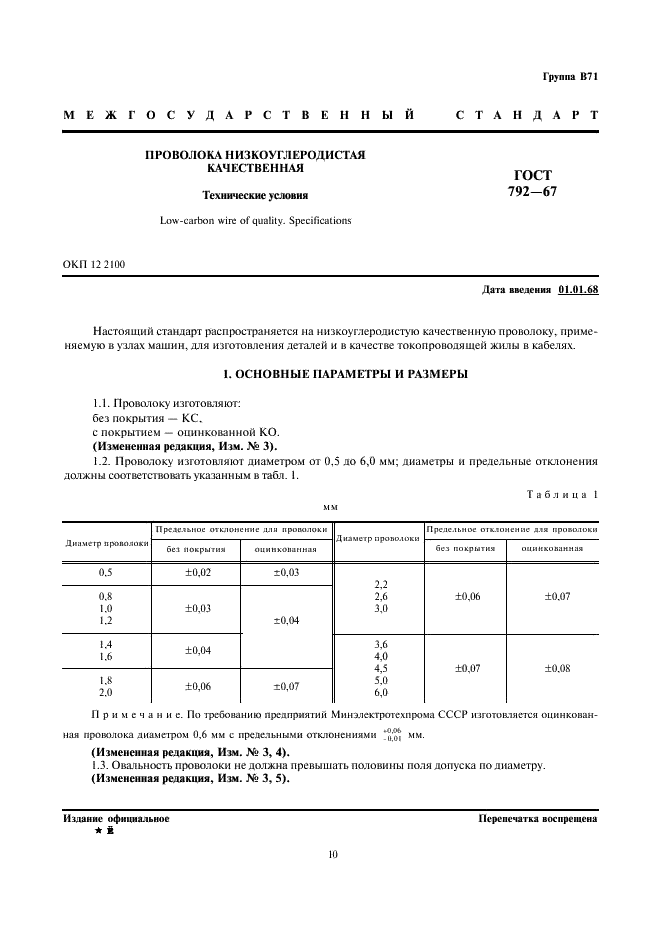 Группа В71
МЕЖГОСУДАРСТВЕННЫЙ СТАНДАРТ
ПРОВОЛОКА НИЗКОУГЛЕРОДИСТАЯ
КАЧЕСТВЕННАЯ
Технические условия
Low-carbon wire of quality. Specifications
ГОСТ
792—67
ОКП 12 2100
Дата введения 01.01.68
Настоящий стандарт распространяется на низкоуглеродистую качественную проволоку, приме-
няемую в узлах машин, для изготовления деталей и в качестве токопроводящей жилы в кабелях.
1. ОСНОВНЫЕ ПАРАМЕТРЫ И РАЗМЕРЫ
1.1. Проволоку изготовляют:
без покрытия — КС,
с покрытием — оцинкованной КО.
(Измененная редакция, Изм. № 3).
1.2. Проволоку изготовляют диаметром от 0,5 до 6,0 мм; диаметры и предельные отклонения
должны соответствовать указанным в табл. 1.
Таблица 1
мм
Диаметр проволоки Предельное отклонение для проволоки Диаметр проволоки Предельное отклонение для проволоки
без покрытия оцинкованная без покрытия оцинкованная
0,5 ±0,02 ±0,03
2,2
0,8 2,6 ±0,06 ±0,07
1,0 ±0,03 3,0
1,2 ±0,04
1,4 3,6
1,6 ±0,04 4,0
4,5 ±0,07 ±0,08
1,8 5,0
2,0 ±0,06 ±0,07 6,0
Примечание. По требованию предприятий Минэлектротехпрома СССР изготовляется оцинкован-
ная проволока диаметром 0,6 мм с предельными отклонениями +0,06 −0,01 мм.
(Измененная редакция, Изм. № 3, 4).
1.3. Овальность проволоки не должна превышать половины поля допуска по диаметру.
(Измененная редакция, Изм. № 3, 5).
Издание официальное Перепечатка воспрещена
★
10